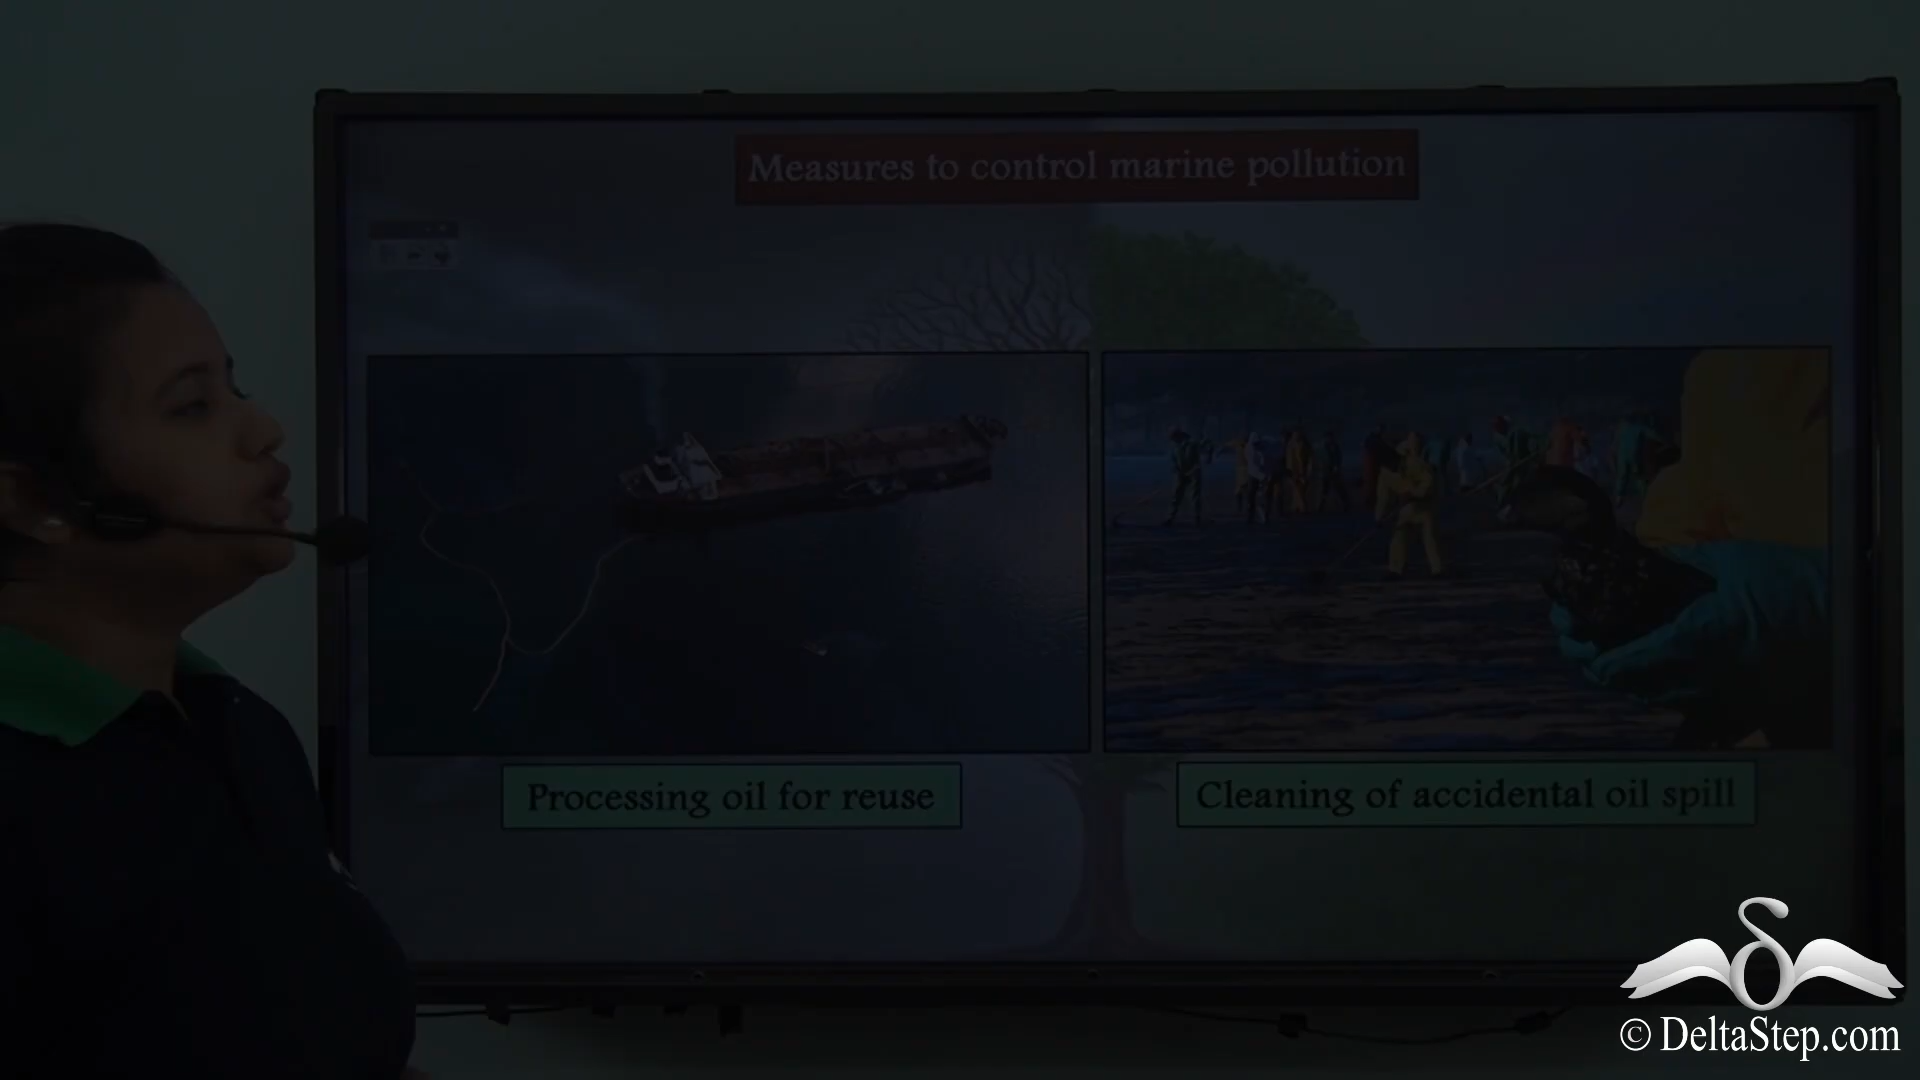 Measures to control marine pollution
Processing oil for reuse
Cleaning of accidental oil spill
© DeltaStep.com